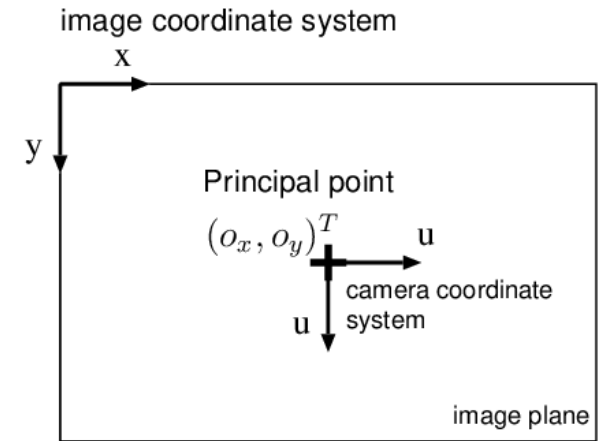 image coordinate system
x
y
Principal point
(o_x, o_y)^T
u
camera coordinate
u
system
image plane